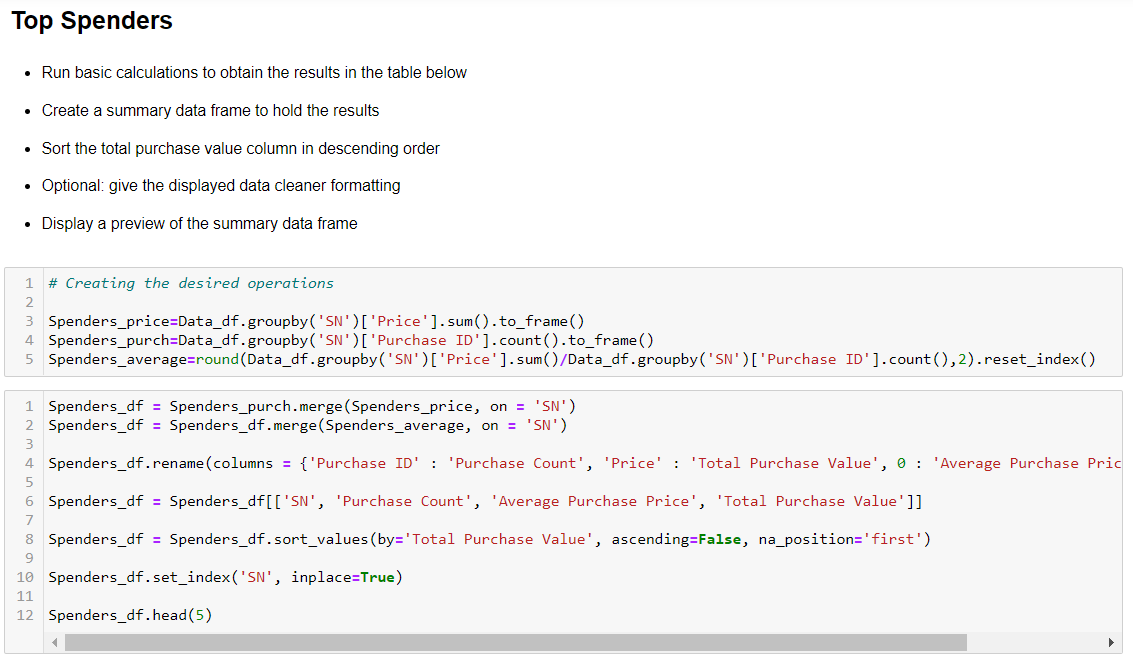 Top Spenders
Run basic calculations to obtain the results in the table below
Create a summary data frame to hold the results
Sort the total purchase value column in descending order
Optional: give the displayed data cleaner formatting
Display a preview of the summary data frame
1 # Creating the desired operations
2
3 Spenders_price=Data_df.groupby('SN')['Price'].sum().to_frame()
4 Spenders_purch=Data_df.groupby('SN')['Purchase ID'].count().to_frame()
5 Spenders_average=round(Data_df.groupby('SN')['Price'].sum()/Data_df.groupby('SN')['Purchase ID'].count(),2).reset_index()
1 Spenders_df = Spenders_purch.merge(Spenders_price, on = 'SN')
2 Spenders_df = Spenders_df.merge(Spenders_average, on = 'SN')
3
4 Spenders_df.rename(columns = {'Purchase ID' : 'Purchase Count', 'Price' : 'Total Purchase Value', 0 : 'Average Purchase Pric
5
6 Spenders_df = Spenders_df[['SN', 'Purchase Count', 'Average Purchase Price', 'Total Purchase Value']]
7
8 Spenders_df = Spenders_df.sort_values(by='Total Purchase Value', ascending=False, na_position='first')
9
10 Spenders_df.set_index('SN', inplace=True)
11
12 Spenders_df.head(5)